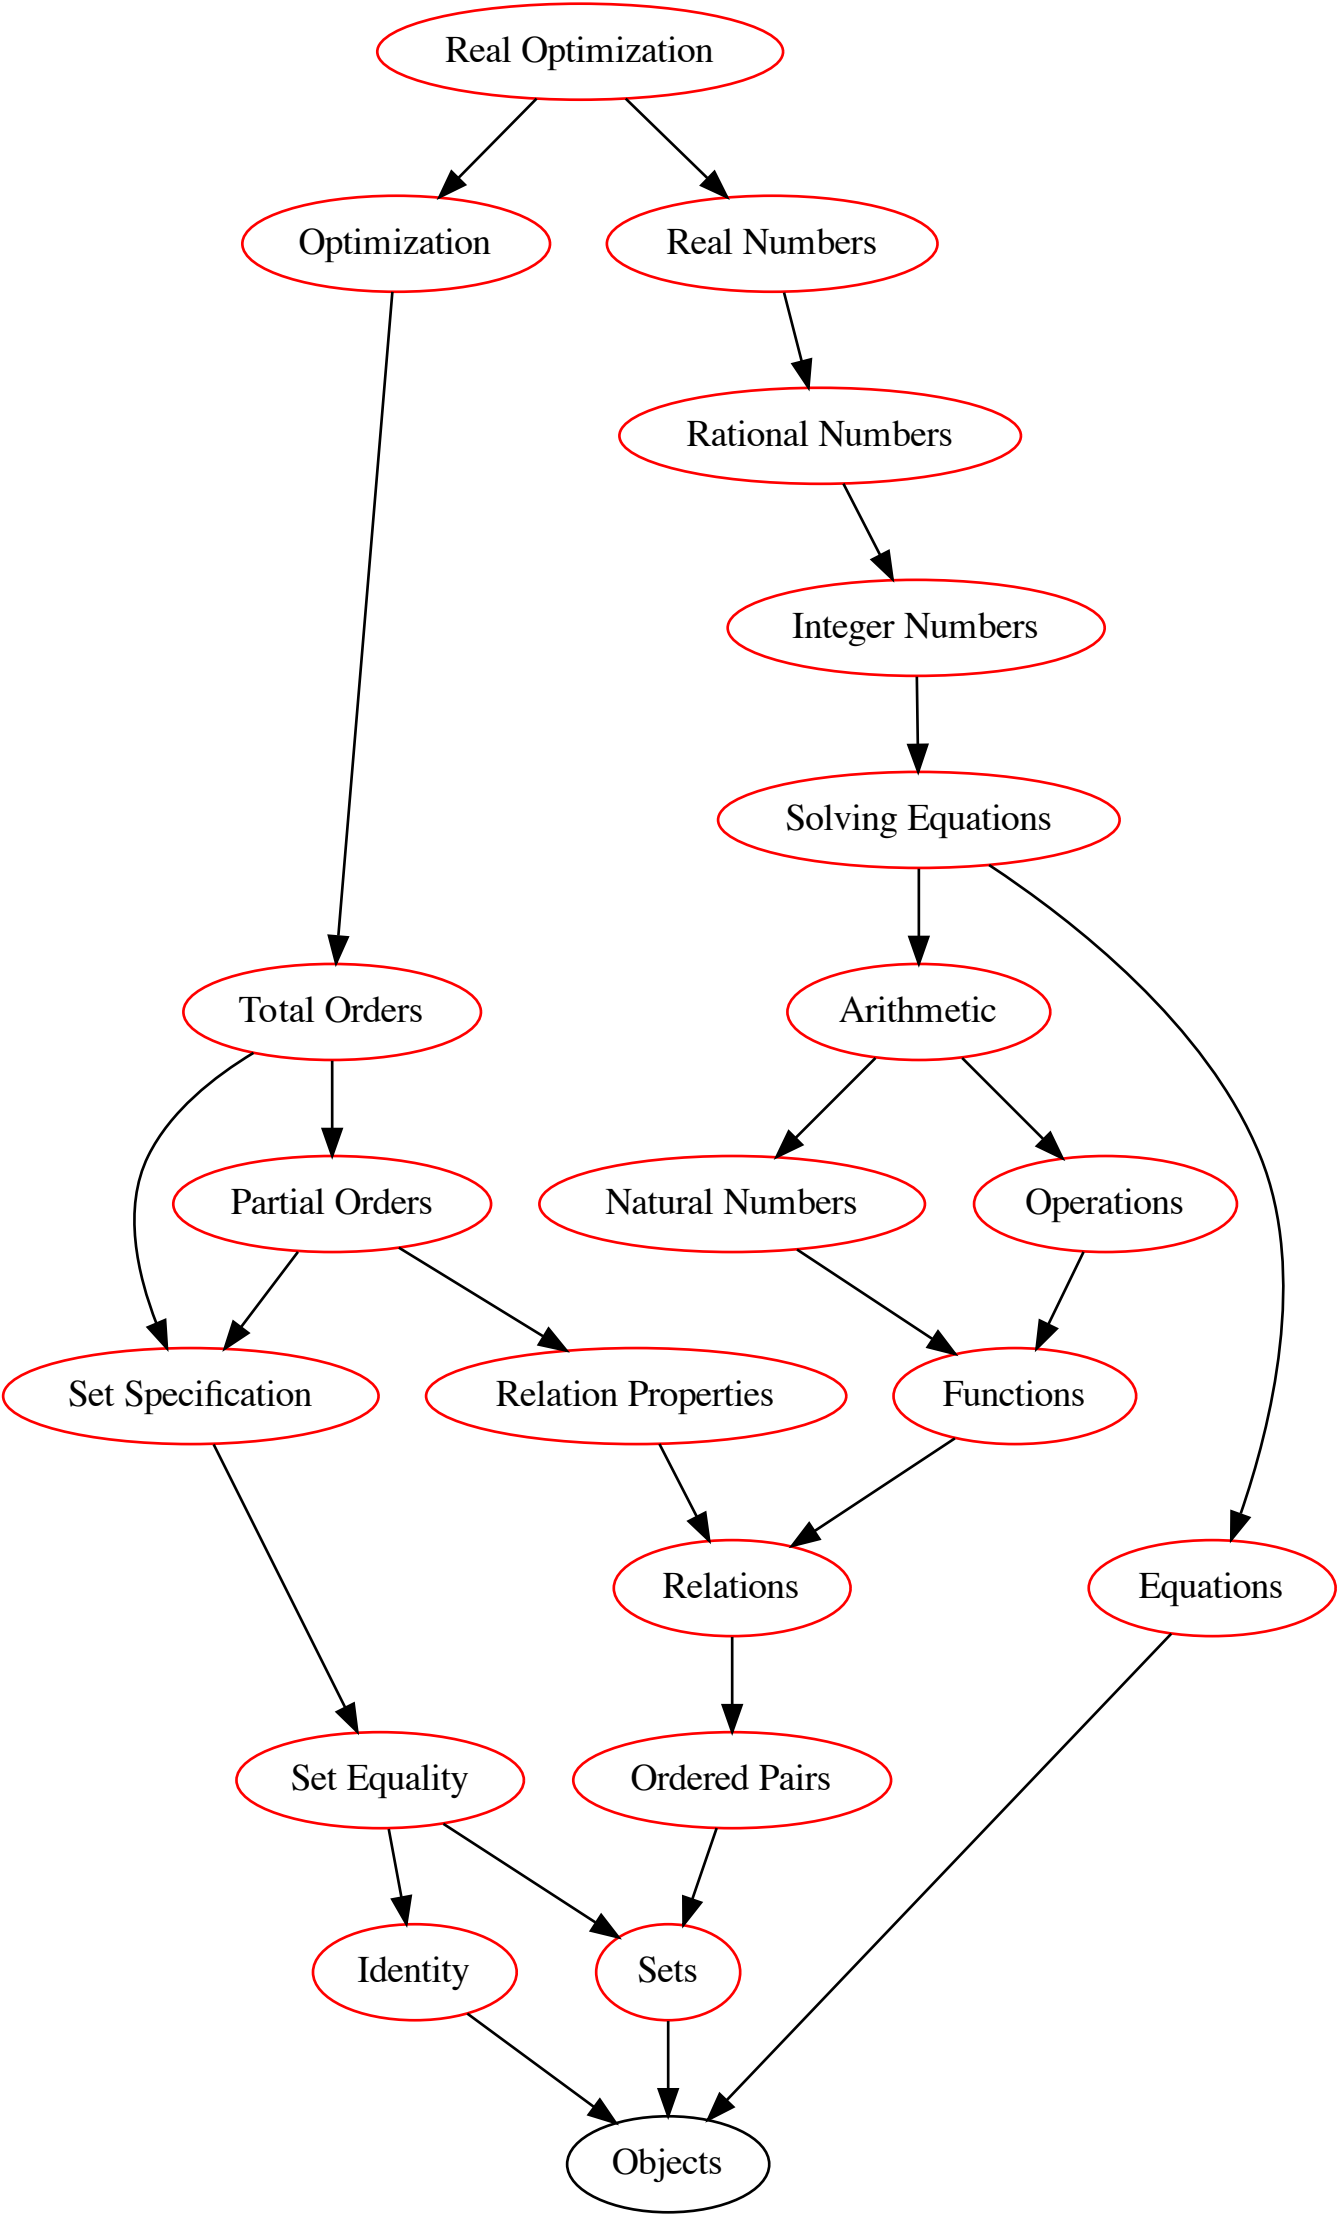 Real Optimization
Optimization
Real Numbers
Rational Numbers
Integer Numbers
Solving Equations
Total Orders
Arithmetic
Partial Orders
Natural Numbers
Operations
Set Specification
Relation Properties
Functions
Relations
Equations
Set Equality
Ordered Pairs
Identity
Sets
Objects